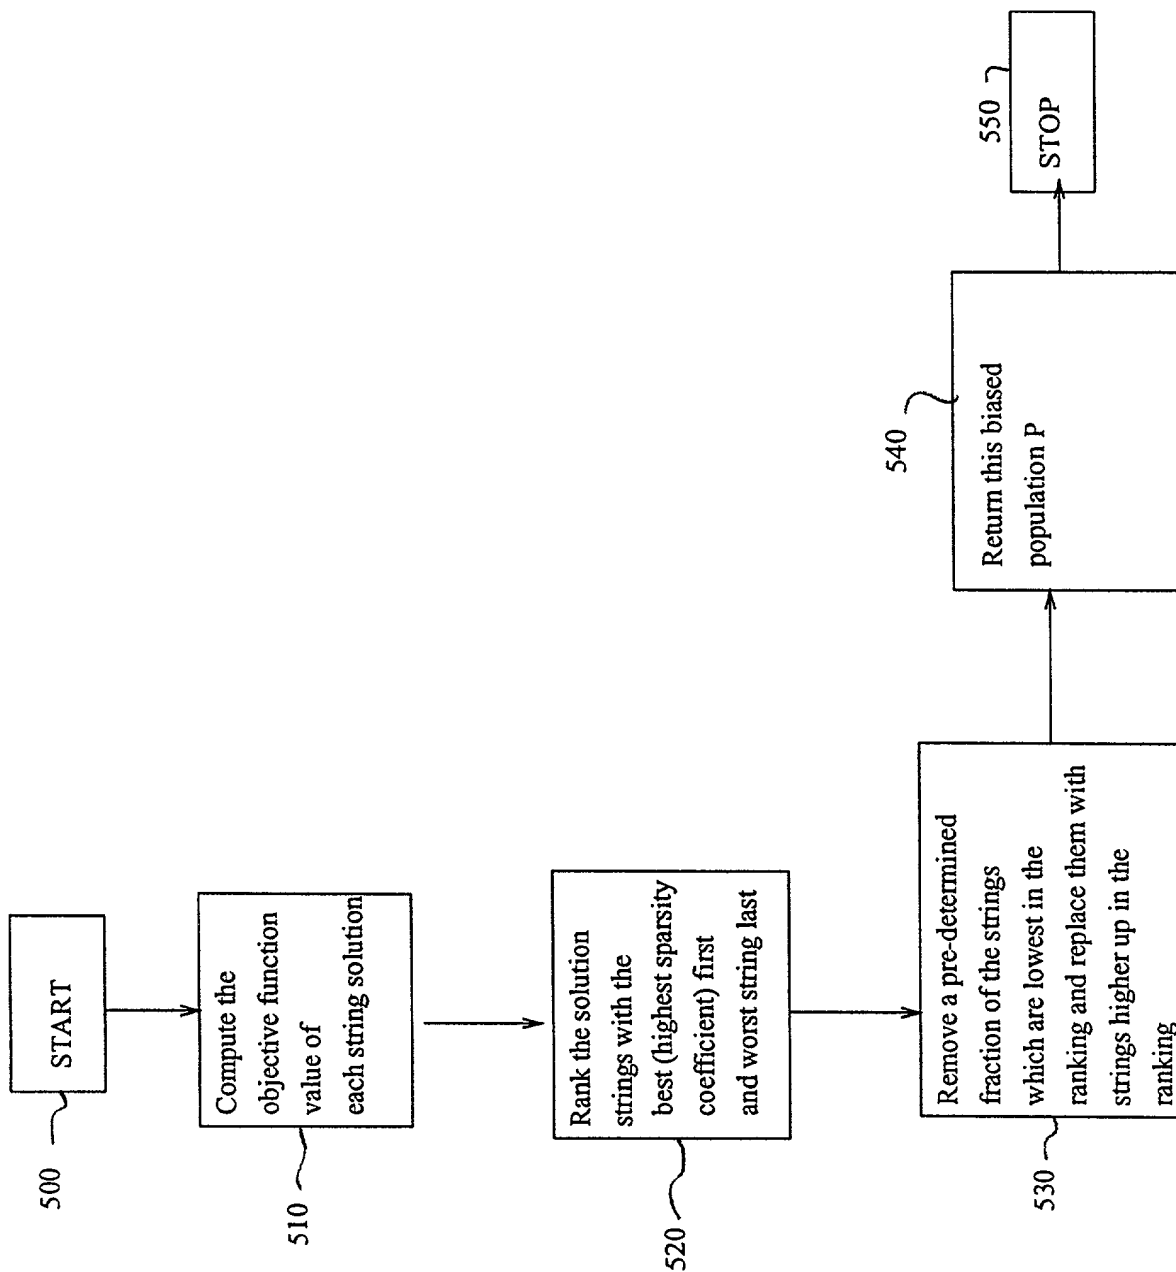 500
START
510
Compute the
objective function
value of
each string solution
520
Rank the solution
strings with the
best (highest sparsity
coefficient) first
and worst string last
530
Remove a pre-determined
fraction of the strings
which are lowest in the
ranking and replace them with
strings higher up in the
ranking
540
Return this biased
population P
550
STOP